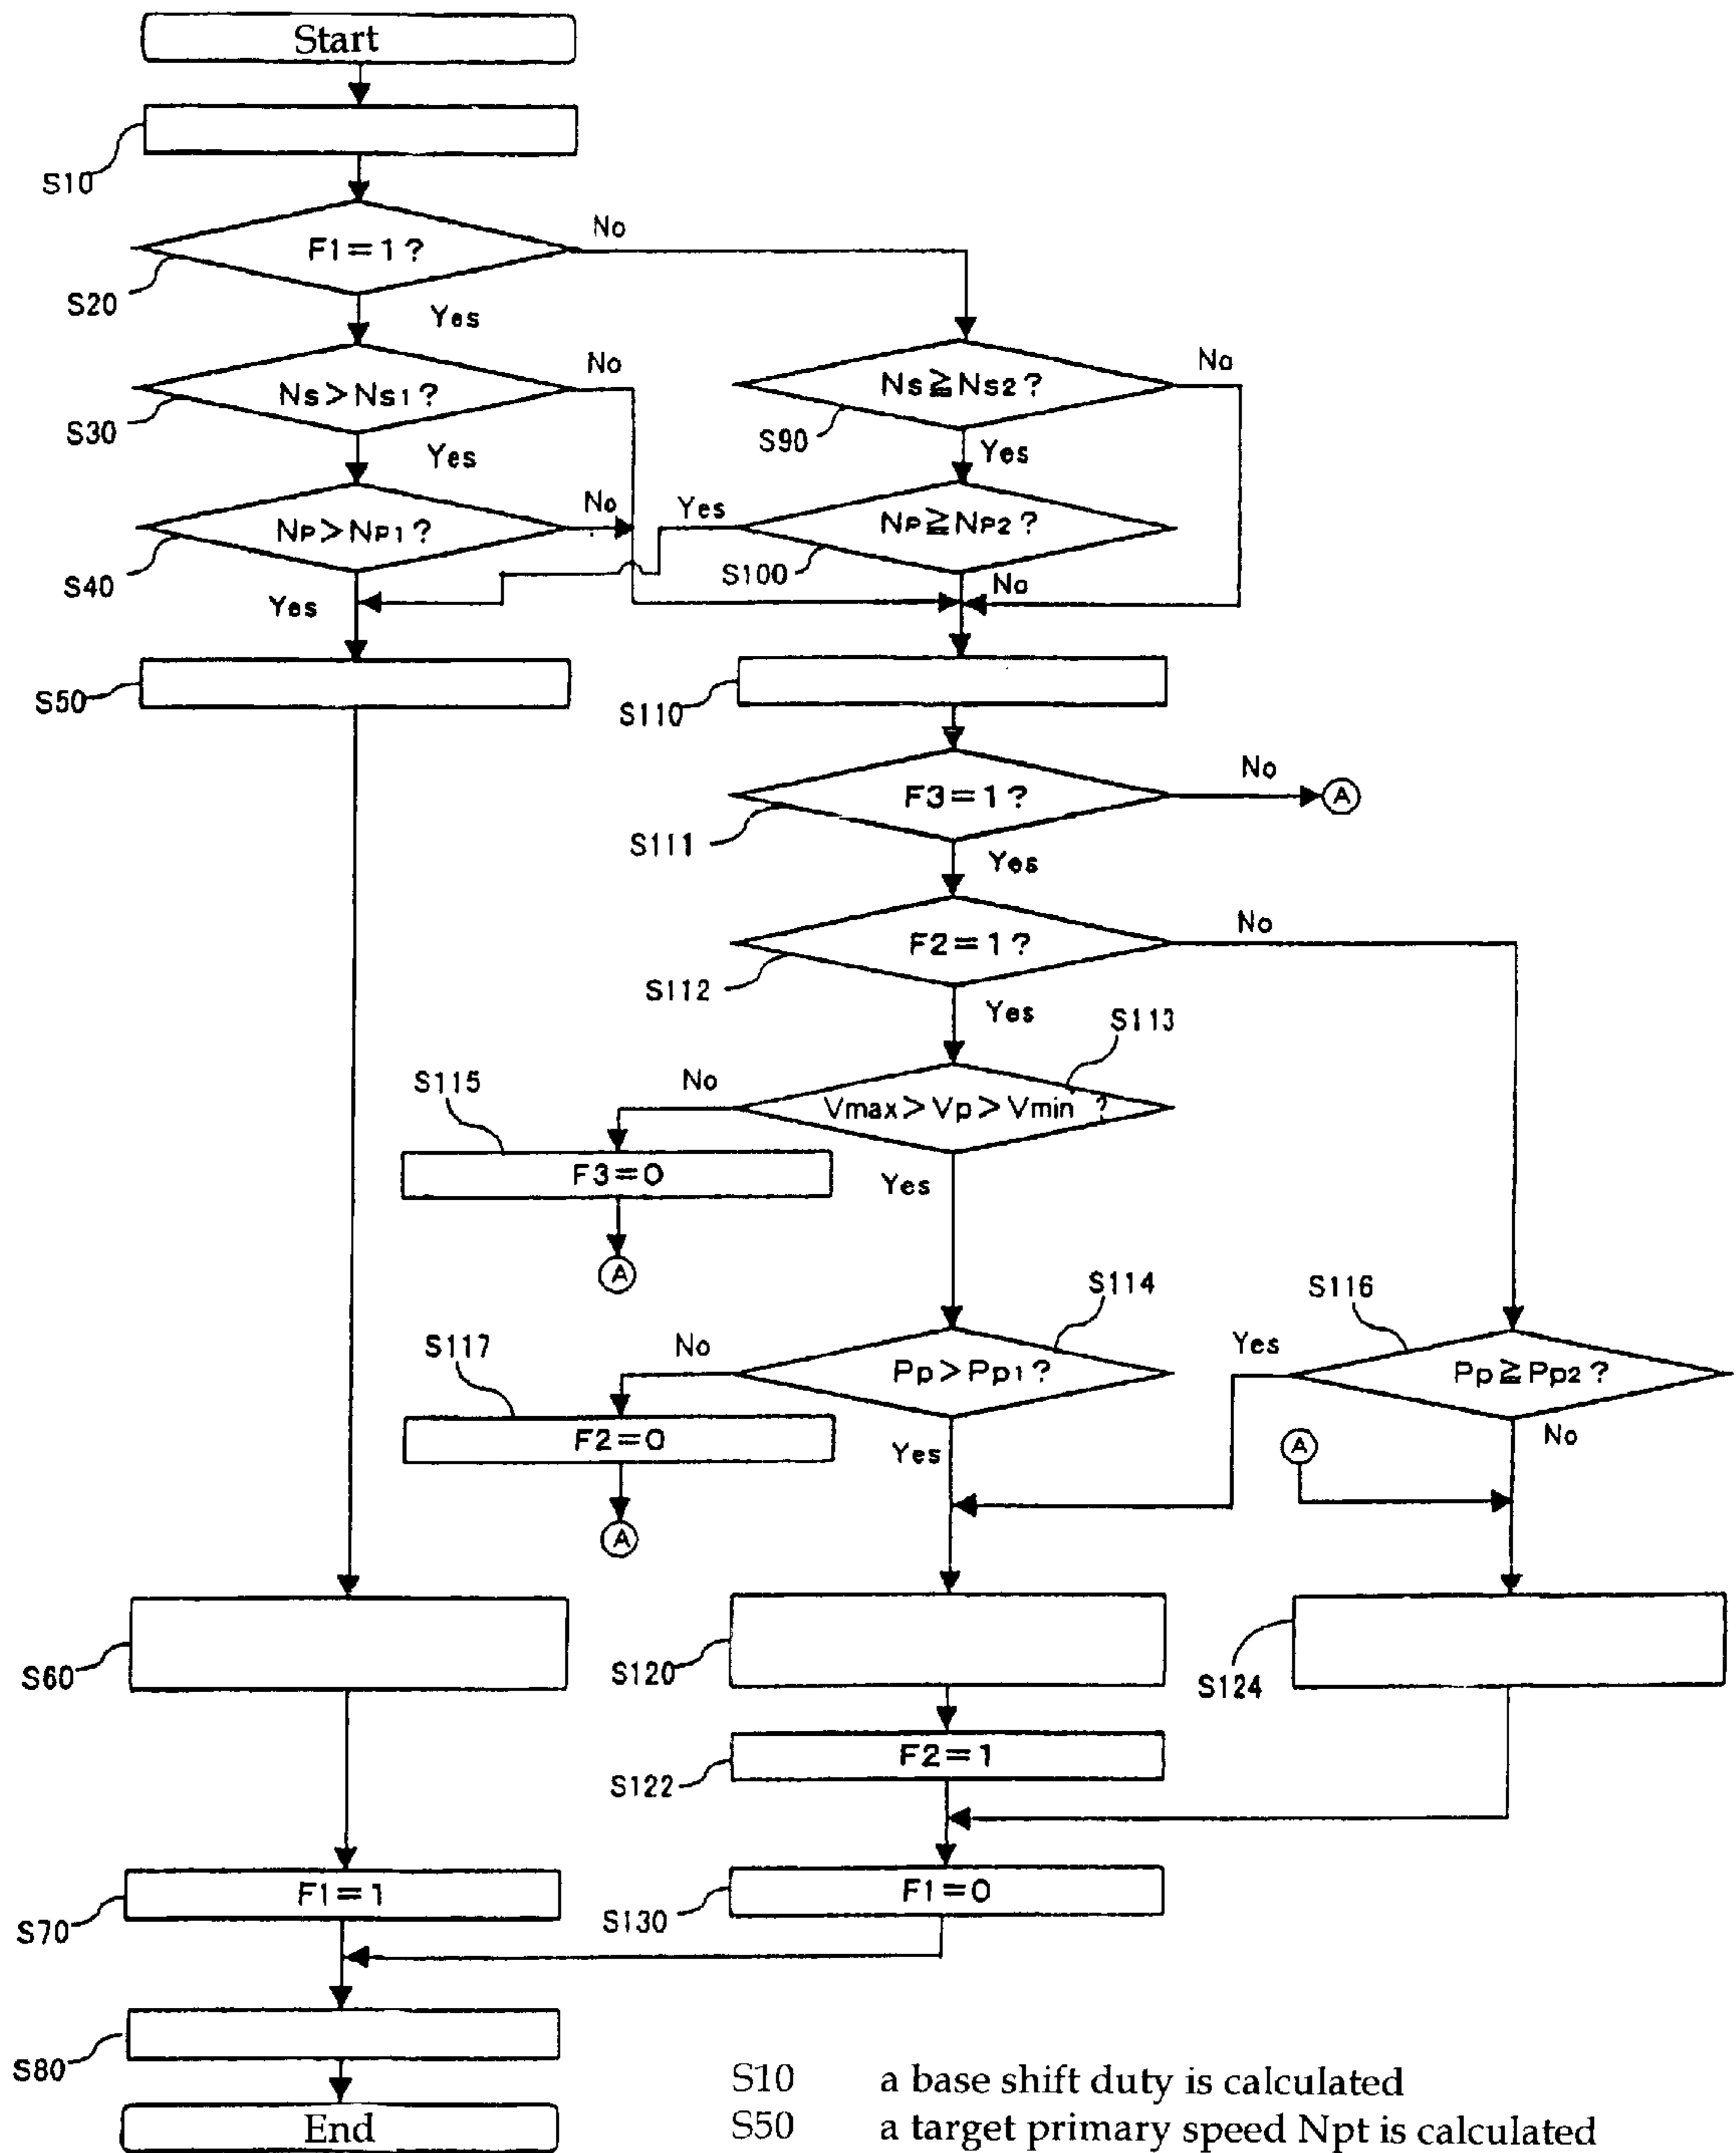 Start
S10
F1=1?
No
S20
Yes
Ns>Ns1?
No
S30
Yes
Ns≧Ns2?
No
S90
Yes
Np>Np1?
No
S40
Yes
Np≧Np2?
Yes
S100
No
S50
S110
F3=1?
No
A
S111
Yes
F2=1?
No
S112
Yes
S113
Vmax>Vp>Vmin ?
No
S115
Yes
F3=0
A
S114
S116
Pp>Pp1?
No
S117
Yes
Pp≧Pp2?
Yes
No
F2=0
A
A
S60
S120
S124
F2=1
S122
F1=1
S70
F1=0
S130
S80
End
S10 a base shift duty is calculated
S50 a target primary speed Npt is calculated